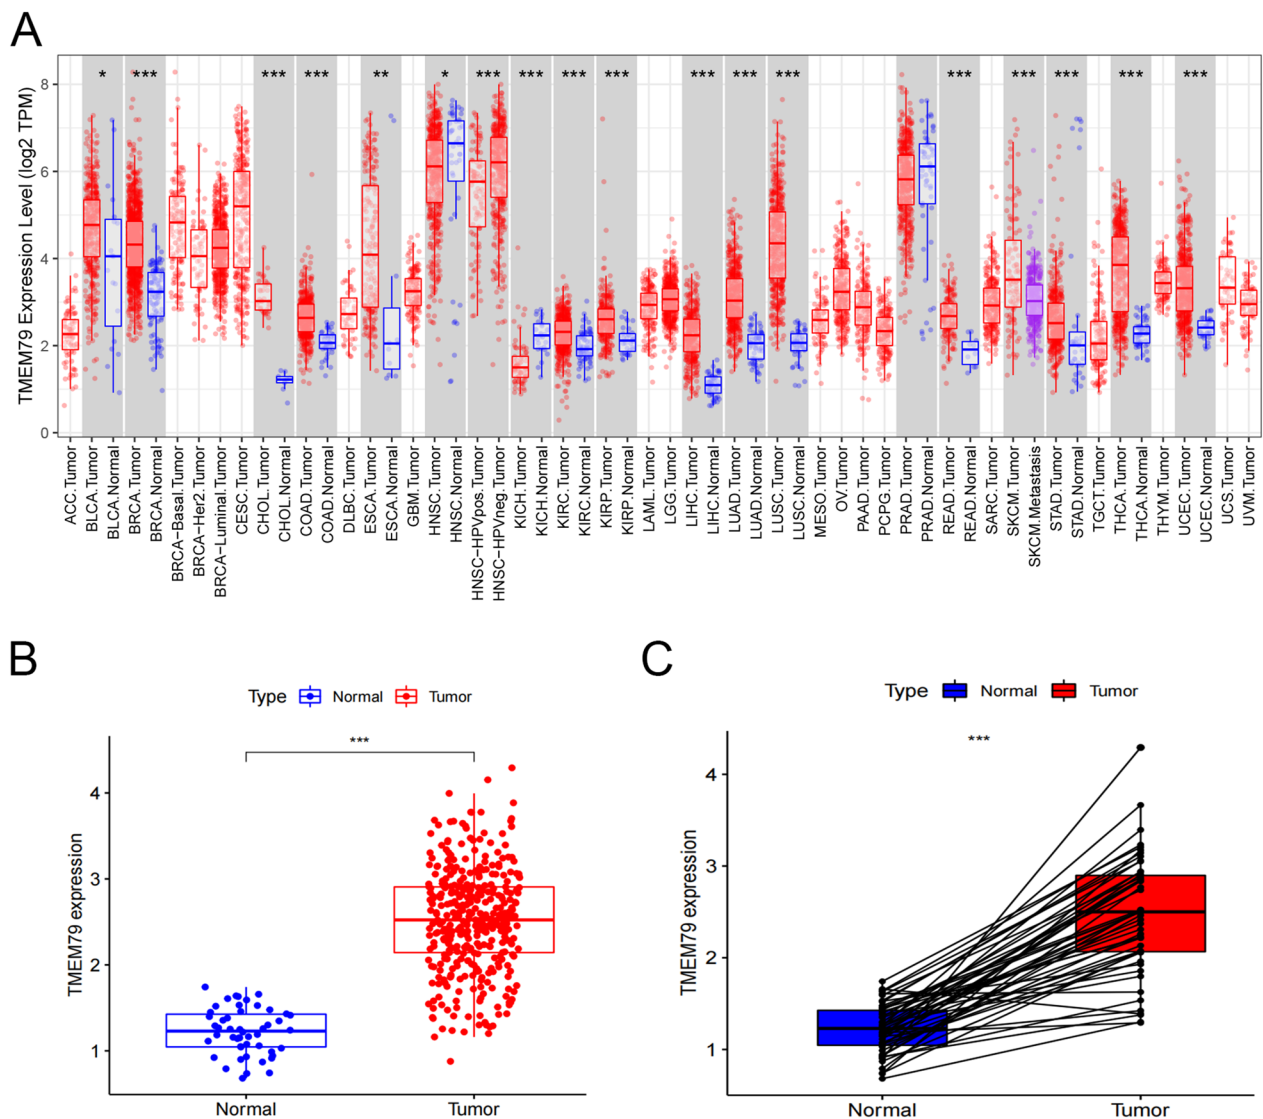 A
* *** *** *** ** * *** *** *** *** *** *** *** *** *** *** *** ***
TMEM79 Expression Level (log2 TPM)
8
6
4
2
0
ACC.Tumor
BLCA.Tumor
BLCA.Normal
BRCA.Tumor
BRCA.Normal
BRCA−Basal.Tumor
BRCA−Her2.Tumor
BRCA−Luminal.Tumor
CESC.Tumor
CHOL.Tumor
CHOL.Normal
COAD.Tumor
COAD.Normal
DLBC.Tumor
ESCA.Tumor
ESCA.Normal
GBM.Tumor
HNSC.Tumor
HNSC.Normal
HNSC−HPVpos.Tumor
HNSC−HPVneg.Tumor
KICH.Tumor
KICH.Normal
KIRC.Tumor
KIRC.Normal
KIRP.Tumor
KIRP.Normal
LAML.Tumor
LGG.Tumor
LIHC.Tumor
LIHC.Normal
LUAD.Tumor
LUAD.Normal
LUSC.Tumor
LUSC.Normal
MESO.Tumor
OV.Tumor
PAAD.Tumor
PCPG.Tumor
PRAD.Tumor
PRAD.Normal
READ.Tumor
READ.Normal
SARC.Tumor
SKCM.Tumor
SKCM.Metastasis
STAD.Tumor
STAD.Normal
TGCT.Tumor
THCA.Tumor
THCA.Normal
THYM.Tumor
UCEC.Tumor
UCEC.Normal
UCS.Tumor
UVM.Tumor
B
Type Normal Tumor
***
TMEM79 expression
4
3
2
1
Normal Tumor
C
Type Normal Tumor
***
TMEM79 expression
4
3
2
1
Normal Tumor